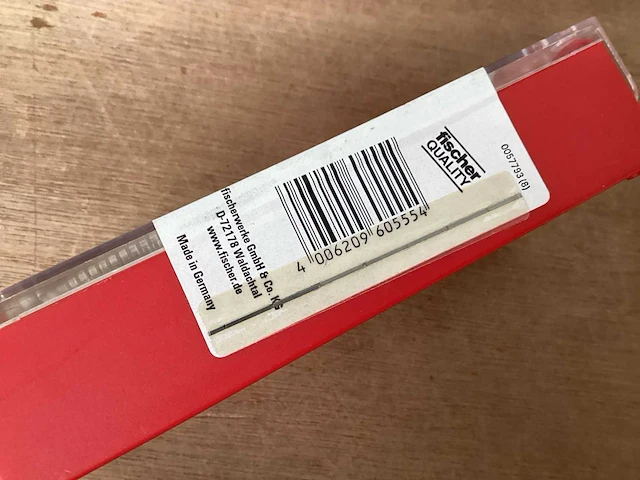 fischer
QUALITY
0057793 (8)
4 006209 605554
fischerwerke GmbH & Co. KG
D-72178 Waldachtal
www.fischer.de
Made in Germany